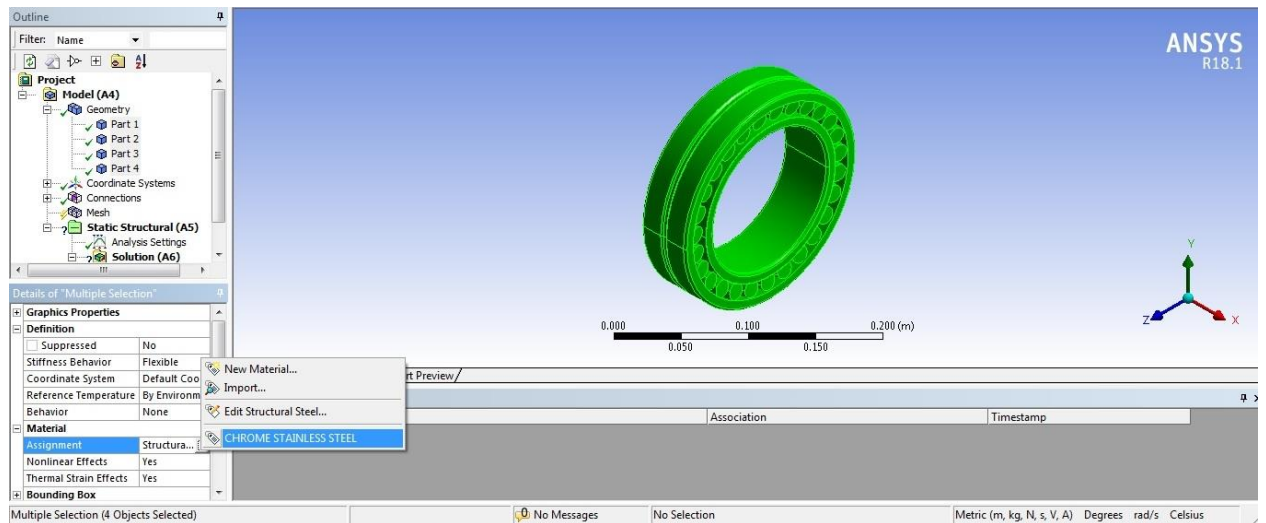 Outline
Filter: Name
Project
Model (A4)
Geometry
Part 1
Part 2
Part 3
Part 4
Coordinate Systems
Connections
Mesh
Static Structural (A5)
Analysis Settings
Solution (A6)
Details of "Multiple Selection"
Graphics Properties
Definition
Suppressed No
Stiffness Behavior Flexible
Coordinate System Default Coo
Reference Temperature By Environm
Behavior None
Material
Assignment Structura...
Nonlinear Effects Yes
Thermal Strain Effects Yes
Bounding Box
New Material...
Import...
Edit Structural Steel...
CHROME STAINLESS STEEL
ANSYS
R18.1
Y
Z X
0.000 0.100 0.200 (m)
0.050 0.150
rt Preview
Association Timestamp
Multiple Selection (4 Objects Selected) 0 No Messages No Selection Metric (m, kg, N, s, V, A) Degrees rad/s Celsius